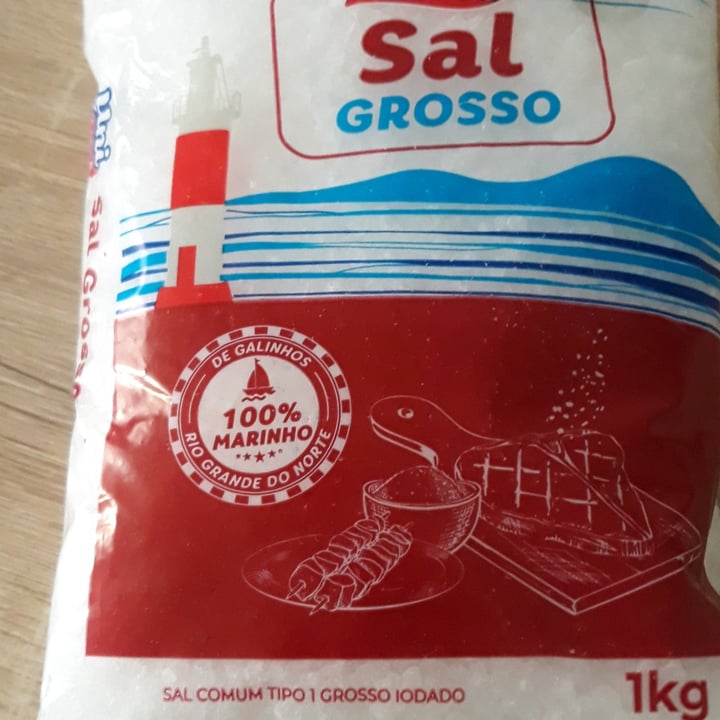 Sal
GROSSO
Sal Grosso
DE GALINHOS
100%
MARINHO
RIO GRANDE DO NORTE
SAL COMUM TIPO 1 GROSSO IODADO
1kg